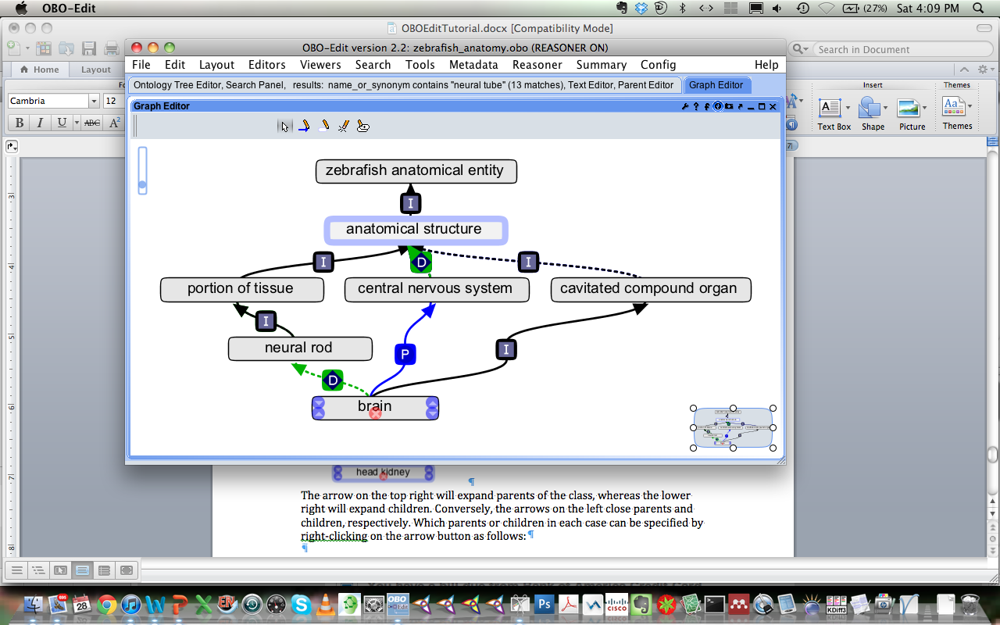 OBO-Edit
(27%) Sat 4:09 PM
OBOEditTutorial.docx [Compatibility Mode]
Search in Document
Home Layout
Insert Themes
Cambria 12
B I U ABC A2
Text Box Shape Picture Themes
OBO-Edit version 2.2: zebrafish_anatomy.obo (REASONER ON)
File Edit Layout Editors Viewers Search Tools Metadata Reasoner Summary Config Help
Ontology Tree Editor, Search Panel, results: name_or_synonym contains "neural tube" (13 matches), Text Editor, Parent Editor Graph Editor
Graph Editor
zebrafish anatomical entity
I
anatomical structure
I D I
portion of tissue central nervous system cavitated compound organ
I
neural rod
P I
D
brain
head kidney
The arrow on the top right will expand parents of the class, whereas the lower
right will expand children. Conversely, the arrows on the left close parents and
children, respectively. Which parents or children in each case can be specified by
right-clicking on the arrow button as follows:¶
¶